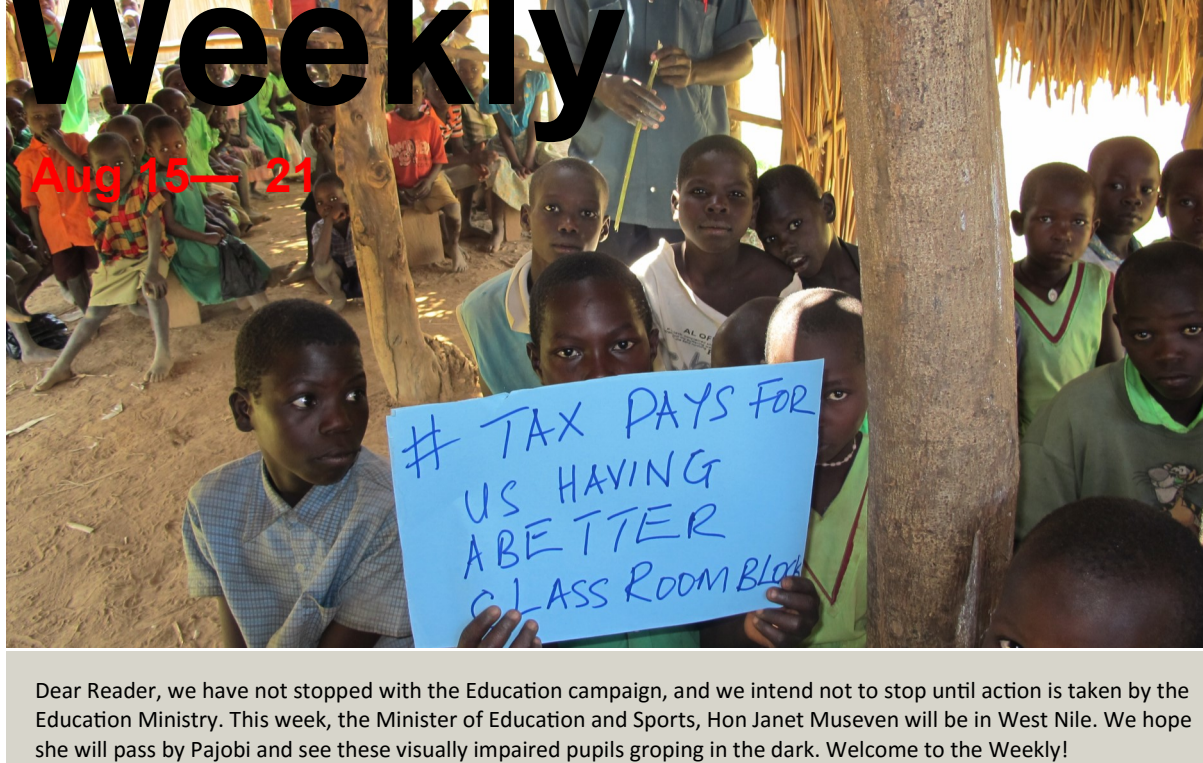 Weekly
Aug 15— 21
AL OF
# TAX PAYS FOR
US HAVING
ABETTER
CLASS ROOM BLOCK
Dear Reader, we have not stopped with the Education campaign, and we intend not to stop until action is taken by the
Education Ministry. This week, the Minister of Education and Sports, Hon Janet Museven will be in West Nile. We hope
she will pass by Pajobi and see these visually impaired pupils groping in the dark. Welcome to the Weekly!